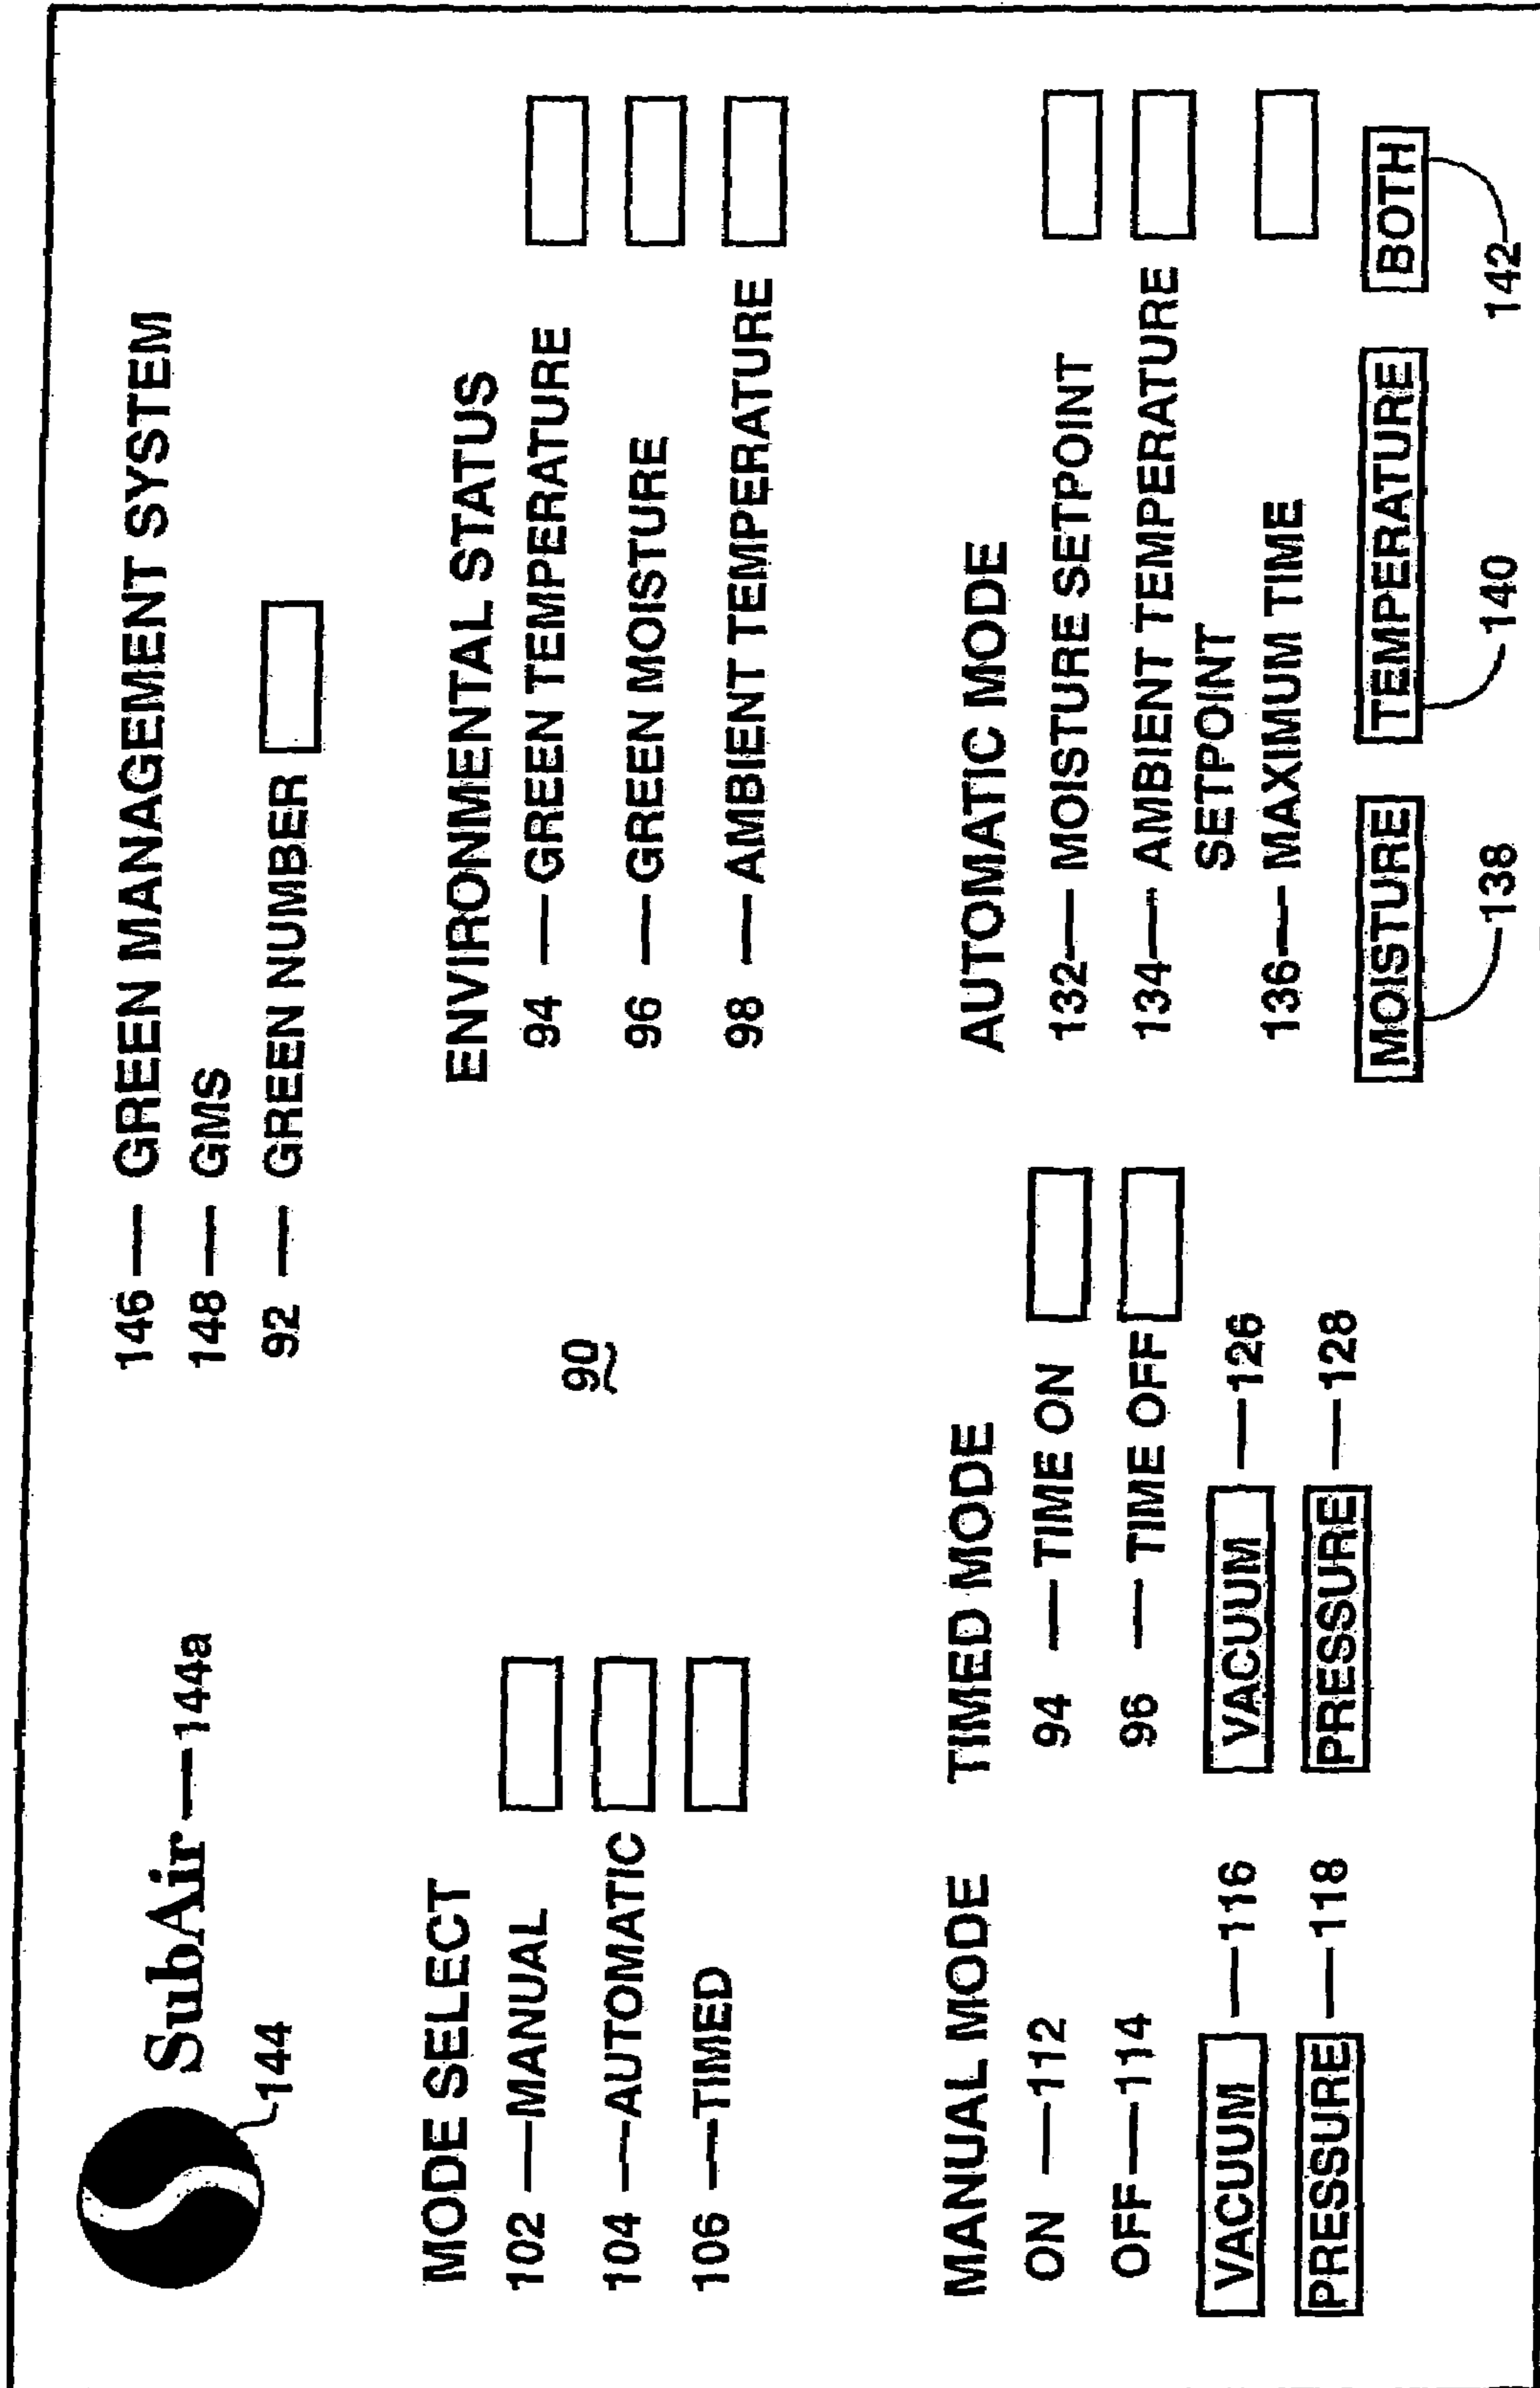 SubAir—144a
144
146—GREEN MANAGEMENT SYSTEM
148—GMS
92—GREEN NUMBER
90
MODE SELECT
102—MANUAL
104—AUTOMATIC
106—TIMED
ENVIRONMENTAL STATUS
94—GREEN TEMPERATURE
96—GREEN MOISTURE
98—AMBIENT TEMPERATURE
MANUAL MODE
ON—112
OFF—114
VACUUM—116
PRESSURE—118
TIMED MODE
94—TIME ON
96—TIME OFF
VACUUM—126
PRESSURE—128
AUTOMATIC MODE
132—MOISTURE SETPOINT
134—AMBIENT TEMPERATURE
SETPOINT
136—MAXIMUM TIME
MOISTURE TEMPERATURE BOTH
138 140 142